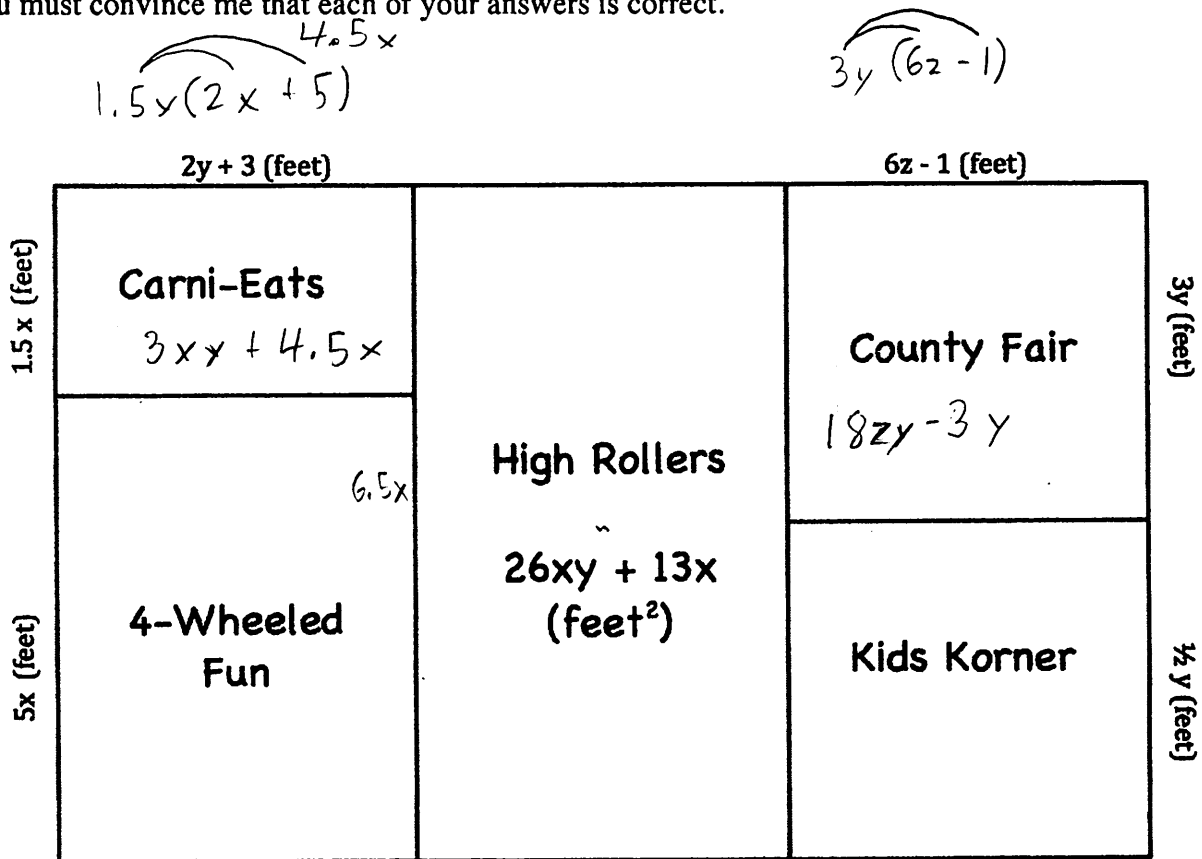 u must convince me that each of your answers is correct.
4.5x
1.5x(2x + 5)
3y (6z - 1)
2y + 3 (feet)
6z - 1 (feet)
1.5 x (feet)
Carni-Eats
3xy + 4.5x
County Fair
18zy - 3y
3y (feet)
High Rollers
26xy + 13x
(feet²)
6.5x
5x (feet)
4-Wheeled
Fun
Kids Korner
½ y (feet)